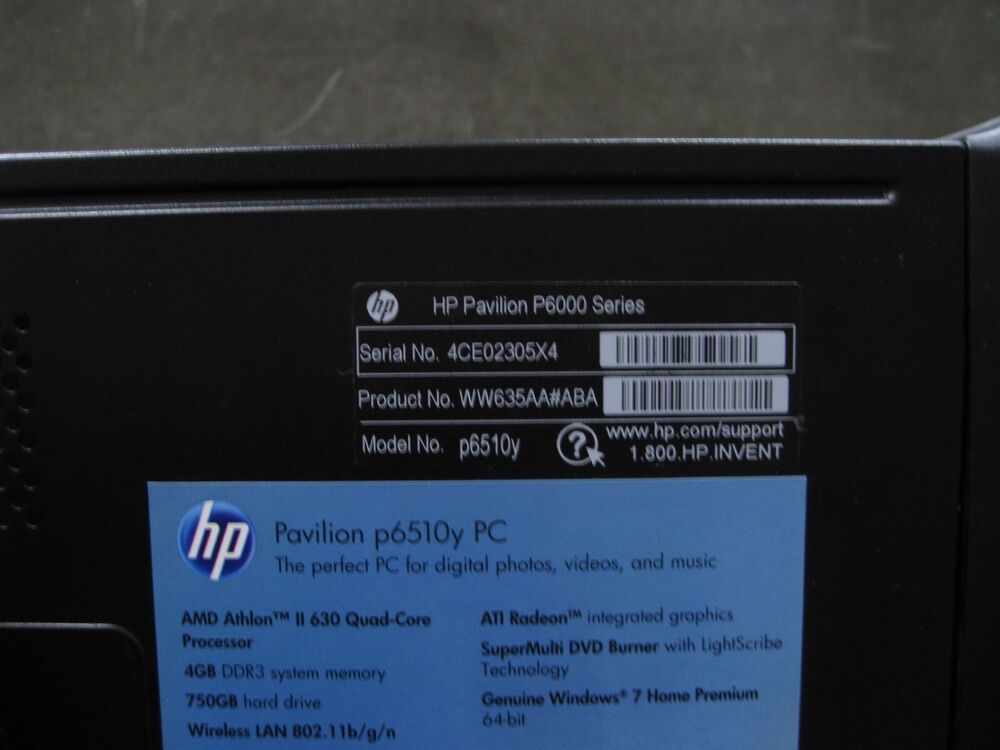 hp
HP Pavilion P6000 Series
Serial No. 4CE02305X4
Product No. WW635AA#ABA
Model No. p6510y
?
www.hp.com/support
1.800.HP.INVENT
hp
Pavilion p6510y PC
The perfect PC for digital photos, videos, and music
AMD Athlon™ II 630 Quad-Core
Processor
4GB DDR3 system memory
750GB hard drive
Wireless LAN 802.11b/g/n
ATI Radeon™ integrated graphics
SuperMulti DVD Burner with LightScribe
Technology
Genuine Windows® 7 Home Premium
64-bit